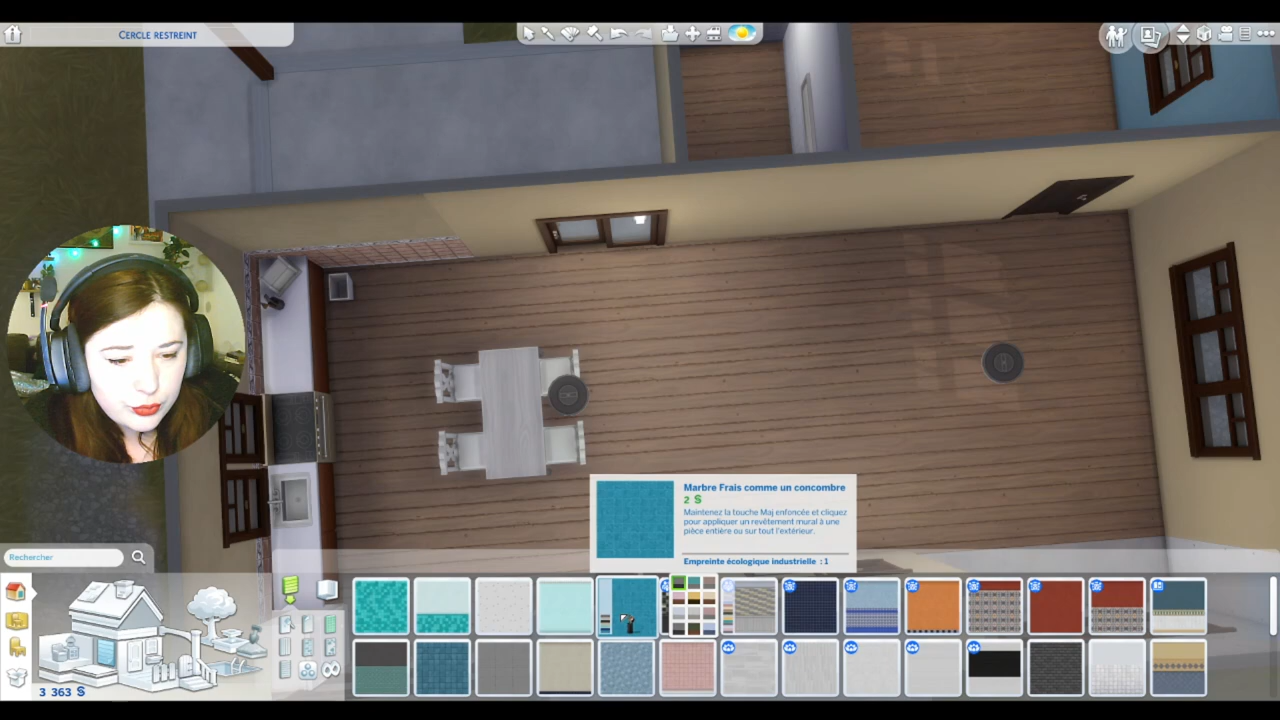 CERCLE RESTREINT
Marbre Frais comme un concombre
2 $
Maintenez la touche Maj enfoncée et cliquez
pour appliquer un revêtement mural à une
pièce entière ou sur tout l'extérieur.
Empreinte écologique industrielle : 1
Rechercher
3 363 $